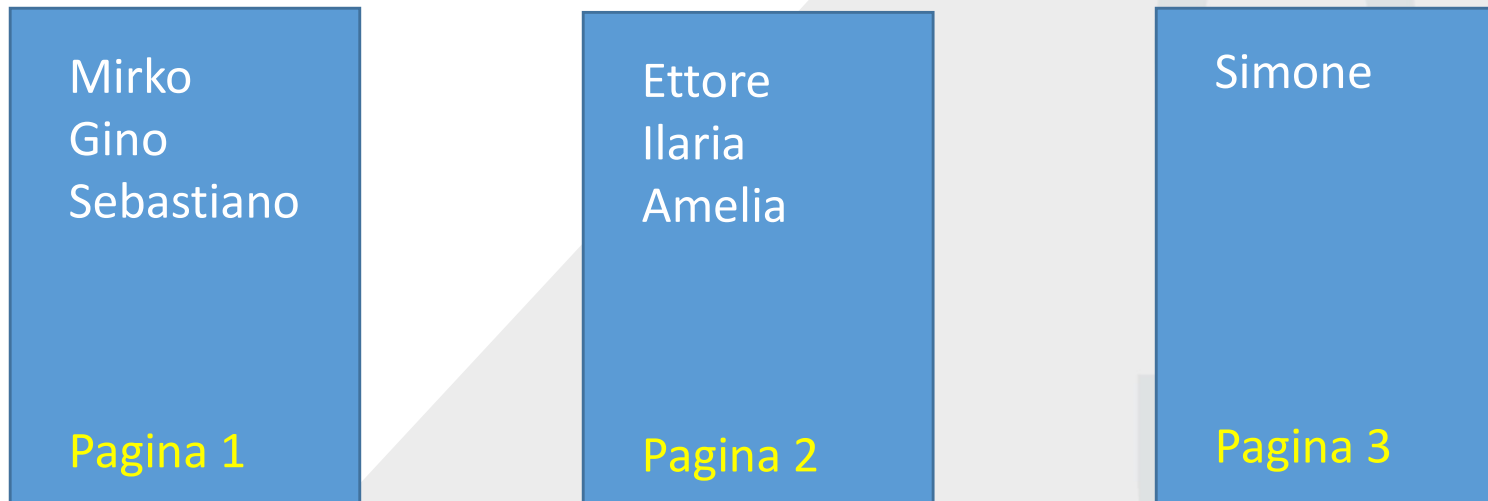 Mirko
Gino
Sebastiano
Pagina 1
Ettore
Ilaria
Amelia
Pagina 2
Simone
Pagina 3